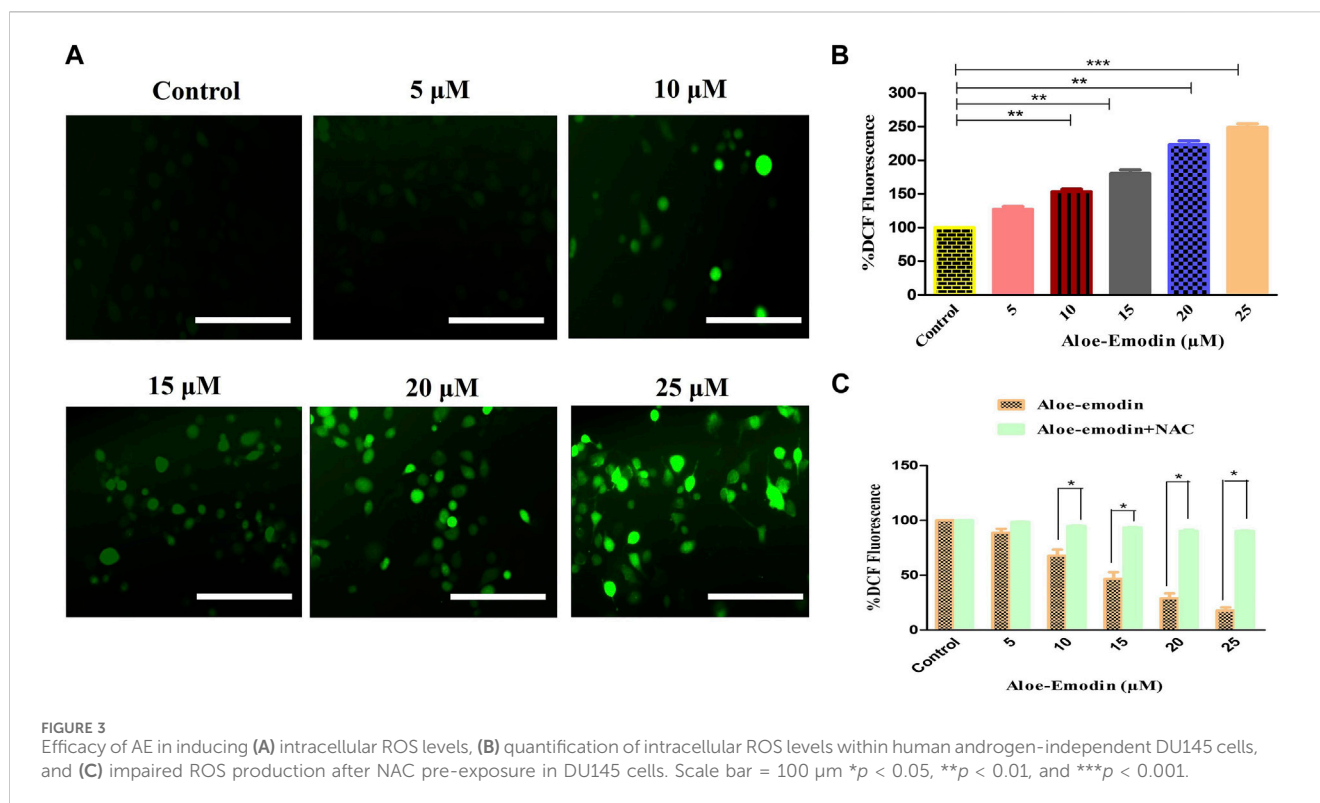 A
Control
5 µM
10 µM
15 µM
20 µM
25 µM
B
***
**
**
**
300
250
200
150
100
50
0
%DCF Fluorescence
Control
5
10
15
20
25
Aloe-Emodin (µM)
C
Aloe-emodin
Aloe-emodin+NAC
150
100
50
0
%DCF Fluorescence
*
*
*
*
Control
5
10
15
20
25
Aloe-Emodin (µM)
FIGURE 3
Efficacy of AE in inducing (A) intracellular ROS levels, (B) quantification of intracellular ROS levels within human androgen-independent DU145 cells,
and (C) impaired ROS production after NAC pre-exposure in DU145 cells. Scale bar = 100 µm *p < 0.05, **p < 0.01, and ***p < 0.001.